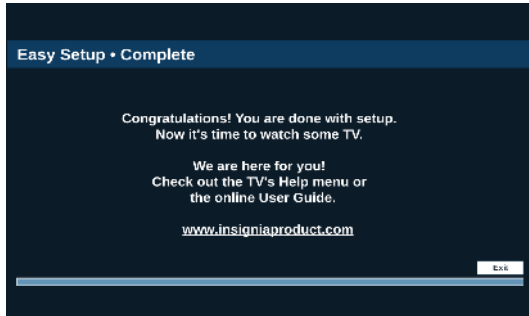 Easy Setup • Complete
Congratulations! You are done with setup.
Now it's time to watch some TV.
We are here for you!
Check out the TV's Help menu or
the online User Guide.
www.insigniaproduct.com
Exit